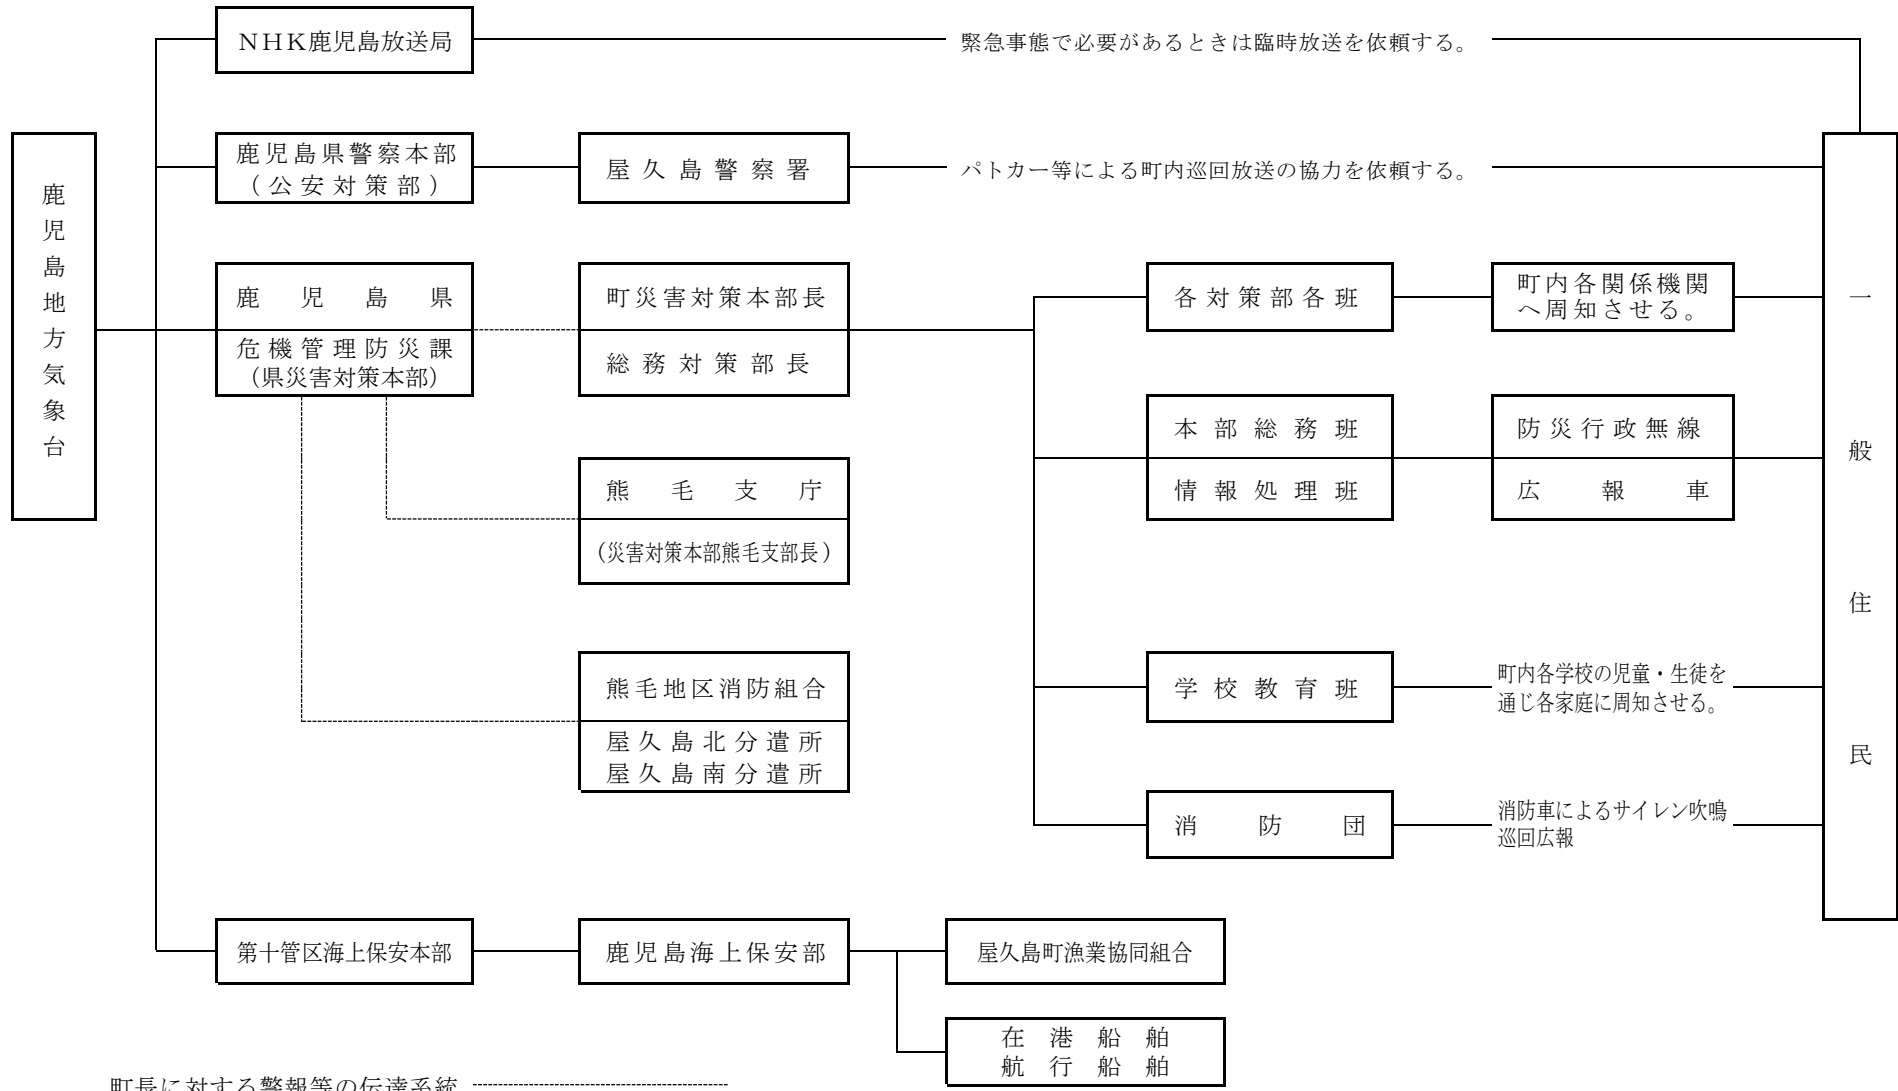 NHK鹿児島放送局
緊急事態で必要があるときは臨時放送を依頼する。
鹿児島地方気象台
鹿児島県警察本部
(公安対策部)
屋久島警察署
パトカー等による町内巡回放送の協力を依頼する。
一般住民
鹿児島県
危機管理防災課
(県災害対策本部)
町災害対策本部長
総務対策部長
各対策部各班
町内各関係機関
へ周知させる。
本部総務班
情報処理班
防災行政無線
広報車
熊毛支庁
(災害対策本部熊毛支部長)
熊毛地区消防組合
屋久島北分遣所
屋久島南分遣所
学校教育班
町内各学校の児童・生徒を
通じ各家庭に周知させる。
消防団
消防車によるサイレン吹鳴
巡回広報
第十管区海上保安本部
鹿児島海上保安部
屋久島町漁業協同組合
在港船舶
航行船舶
町長に対する警報等の伝達系統